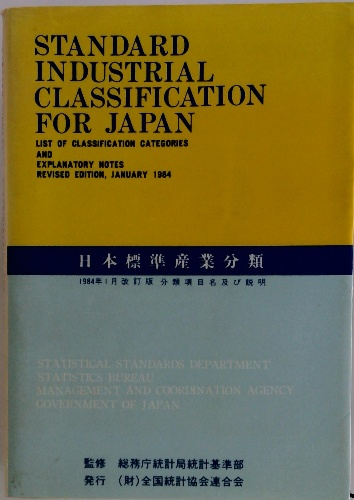 STANDARD
INDUSTRIAL
CLASSIFICATION
FOR JAPAN
LIST OF CLASSIFICATION CATEGORIES
AND
EXPLANATORY NOTES
REVISED EDITION, JANUARY 1984
日本標準産業分類
1984年1月改訂版 分類項目名及び説明
STATISTICAL STANDARDS DEPARTMENT
STATISTICS BUREAU
MANAGEMENT AND COORDINATION AGENCY
GOVERNMENT OF JAPAN
監修 総務庁統計局統計基準部
発行 (財)全国統計協会連合会